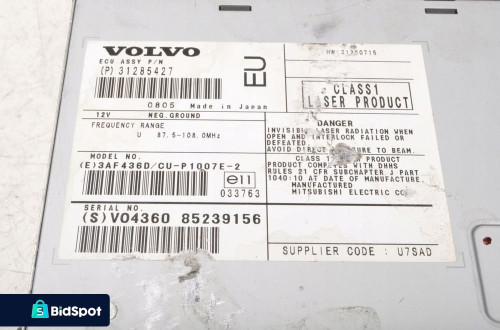 VOLVO
ECU ASSY P/N
(P) 31285427
EU
0805 Made in Japan
12V NEG.GROUND
FREQUENCY RANGE
U 87.5-108.0MHz
MODEL NO.
(E)3AF436D/CU-P1007E-2
e11
033763
SERIAL NO.
(S)VO4360 85239156
CLASS1
LASER PRODUCT
DANGER
INVISIBLE LASER RADIATION WHEN
OPEN AND INTERLOCK FAILED OR
DEFEATED
AVOID DIRECT EXPOSURE TO BEAM.
CLASS 1 PRODUCT
PRODUCT COMPLIES WITH DHHS
RULES 21 CFR SUBCHAPTER J PART
1040:10 AT DATE OF MANUFACTURE
MANUFACTURED
MITSUBISHI ELECTRIC CO
SUPPLIER CODE : U7SAD
BidSpot